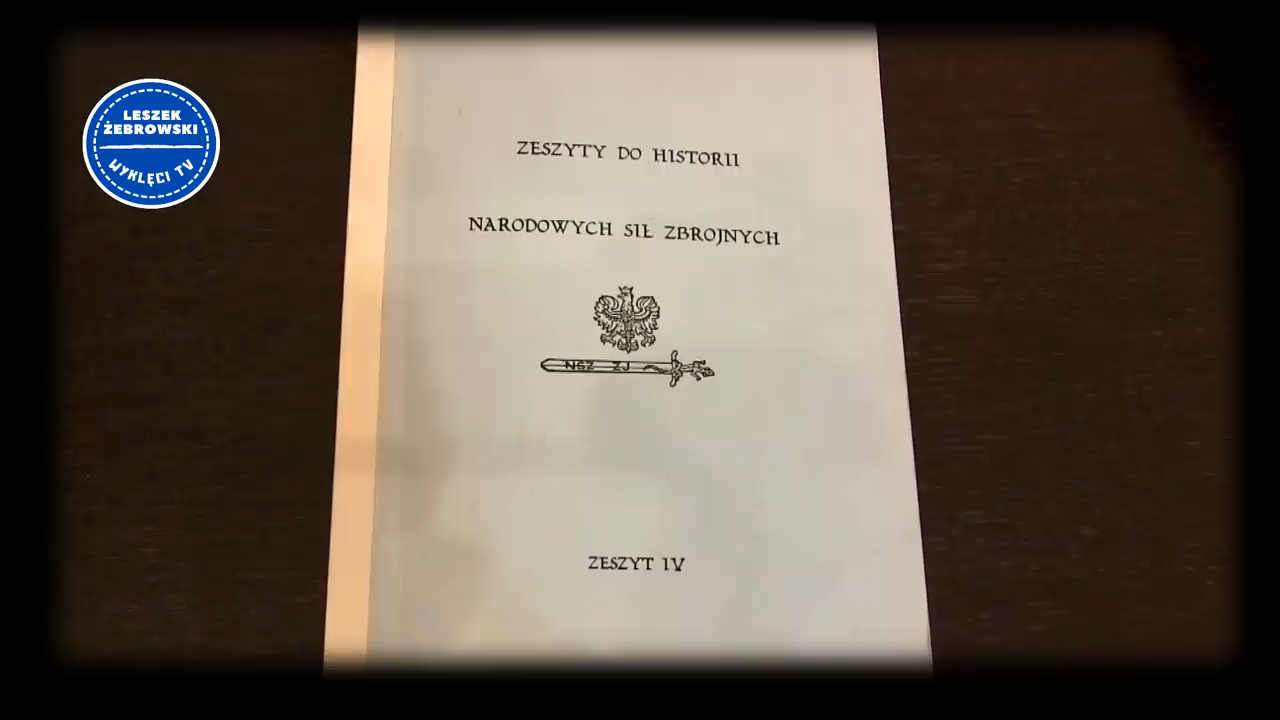 LESZEK
ŻEBROWSKI
WYKLĘCI TV
ZESZYTY DO HISTORII
NARODOWYCH SIŁ ZBROJNYCH
NSZ ZJ
ZESZYT IV